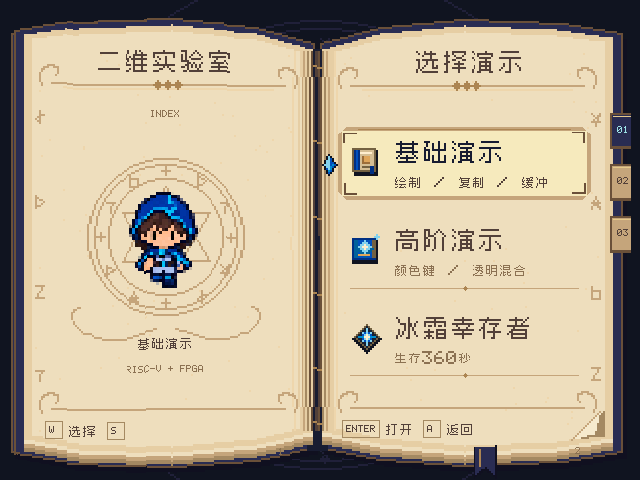 二维实验室
INDEX
基础演示
RISC-V + FPGA
W 选择 S
选择演示
基础演示
绘制 / 复制 / 缓冲
高阶演示
颜色键 / 透明混合
冰霜幸存者
生存360秒
ENTER 打开 A 返回
01
02
03